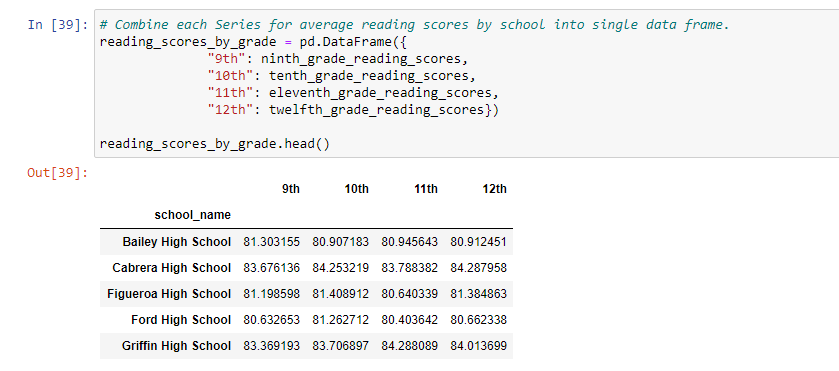 In [39]: # Combine each Series for average reading scores by school into single data frame.
reading_scores_by_grade = pd.DataFrame({
"9th": ninth_grade_reading_scores,
"10th": tenth_grade_reading_scores,
"11th": eleventh_grade_reading_scores,
"12th": twelfth_grade_reading_scores})
reading_scores_by_grade.head()
Out[39]:
9th 10th 11th 12th
school_name
Bailey High School 81.303155 80.907183 80.945643 80.912451
Cabrera High School 83.676136 84.253219 83.788382 84.287958
Figueroa High School 81.198598 81.408912 80.640339 81.384863
Ford High School 80.632653 81.262712 80.403642 80.662338
Griffin High School 83.369193 83.706897 84.288089 84.013699